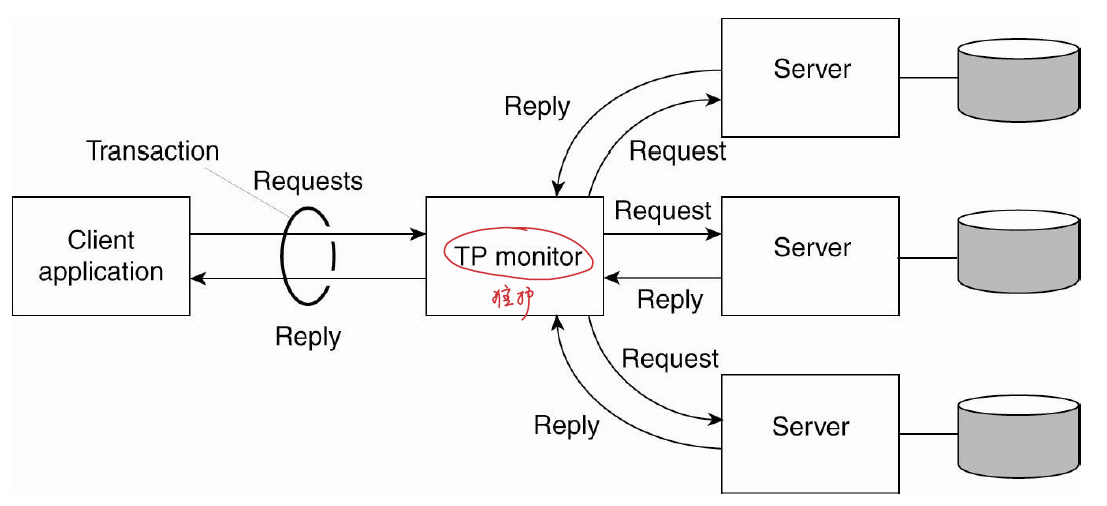 Server
Reply
Request
Transaction
Requests
Client
application
Request
TP monitor
Server
维护
Reply
Reply
Request
Reply
Server